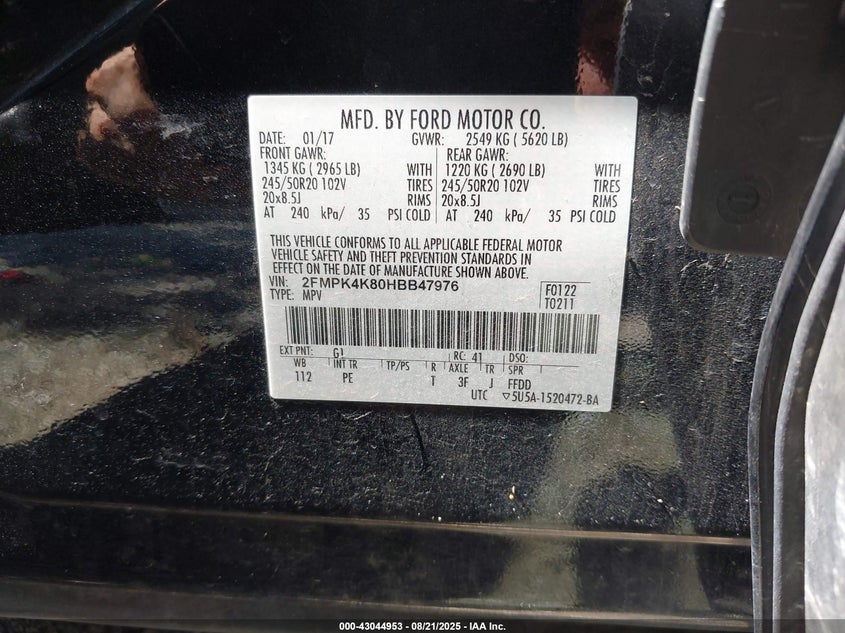 MFD. BY FORD MOTOR CO.
DATE: 01/17 GVWR: 2549 KG ( 5620 LB)
FRONT GAWR: REAR GAWR:
1345 KG ( 2965 LB) WITH 1220 KG ( 2690 LB) WITH
245/50R20 102V TIRES 245/50R20 102V TIRES
20x8.5J RIMS 20x8.5J RIMS
AT 240 kPa/ 35 PSI COLD AT 240 kPa/ 35 PSI COLD
THIS VEHICLE CONFORMS TO ALL APPLICABLE FEDERAL MOTOR
VEHICLE SAFETY AND THEFT PREVENTION STANDARDS IN
EFFECT ON THE DATE OF MANUFACTURE SHOWN ABOVE.
VIN: 2FMPK4K80HBB47976 F0122
TYPE: MPV T0211
EXT PNT: G1 RC: 41 DSO:
WB INT TR TP/PS R AXLE TR SPR
112 PE T 3F J FFDD
UTC ▽5U5A-1520472-BA
000-43044953 - 08/21/2025 - IAA Inc.